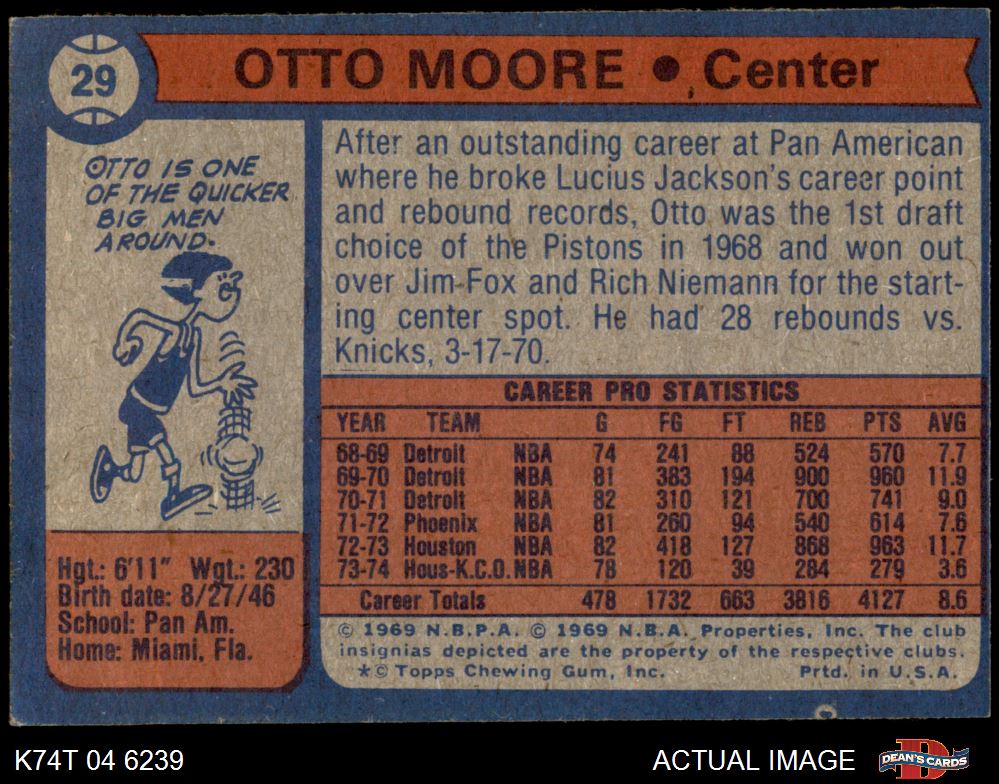 29
OTTO MOORE ● Center
OTTO IS ONE
OF THE QUICKER
BIG MEN
AROUND.
Hgt.: 6'11" Wgt.: 230
Birth date: 8/27/46
School: Pan Am.
Home: Miami, Fla.
After an outstanding career at Pan American
where he broke Lucius Jackson's career point
and rebound records, Otto was the 1st draft
choice of the Pistons in 1968 and won out
over Jim Fox and Rich Niemann for the start-
ing center spot. He had 28 rebounds vs.
Knicks, 3-17-70.
CAREER PRO STATISTICS
YEAR TEAM G FG FT REB PTS AVG
68-69 Detroit NBA 74 241 88 524 570 7.7
69-70 Detroit NBA 81 383 194 900 960 11.9
70-71 Detroit NBA 82 310 121 700 741 9.0
71-72 Phoenix NBA 81 260 94 540 614 7.6
72-73 Houston NBA 82 418 127 868 963 11.7
73-74 Hous-K.C.O. NBA 78 120 39 284 279 3.6
Career Totals 478 1732 663 3816 4127 8.6
© 1969 N.B.P.A. © 1969 N.B.A. Properties, Inc. The club
insignias depicted are the property of the respective clubs.
*© Topps Chewing Gum, Inc. Prtd. in U.S.A.
K74T 04 6239 ACTUAL IMAGE
D
DEAN'S CARDS